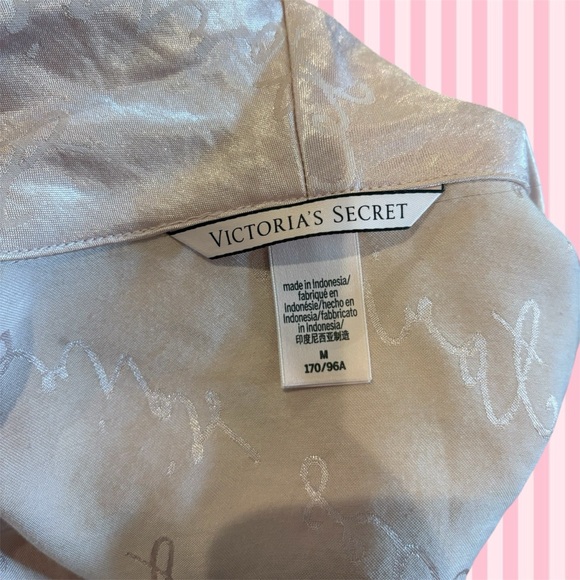 VICTORIA'S SECRET
made in Indonesia/
fabriqué en
Indonésie/hecho en
Indonesia/fabbricato
in Indonesia/
印度尼西亚制造
M
170/96A